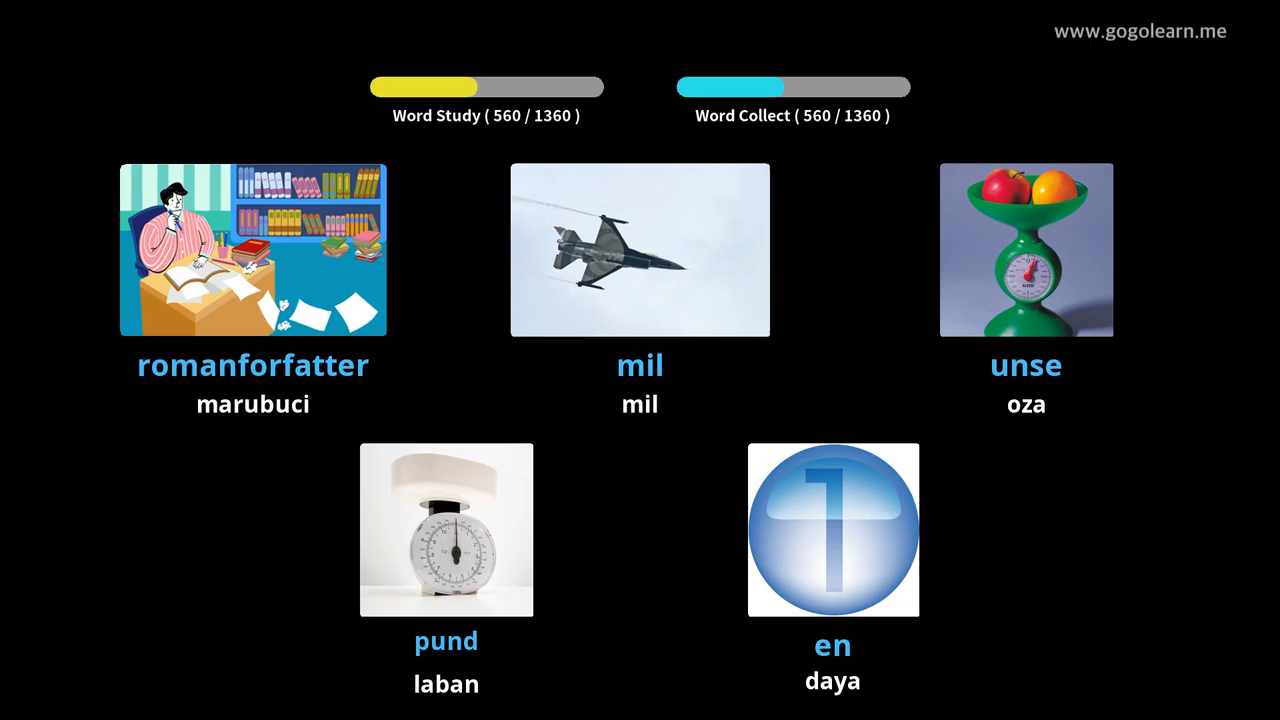 www.gogolearn.me
Word Study ( 560 / 1360 )
Word Collect ( 560 / 1360 )
romanforfatter
marubuci
mil
mil
unse
oza
pund
laban
1
en
daya